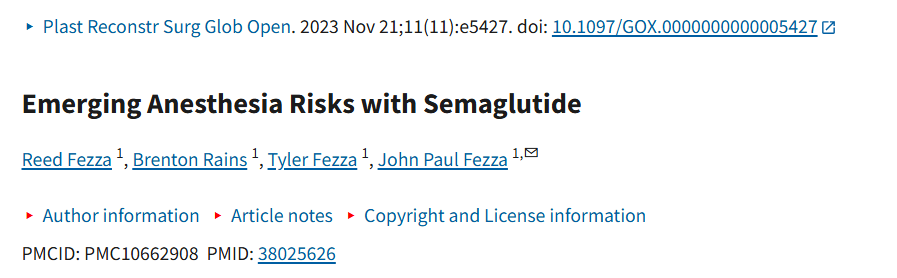 ▸ Plastic Reconstr Surg Glob Open. 2023 Nov 21;11(11):e5427. doi: 10.1097/GOX.0000000000005427
Emerging Anesthesia Risks with Semaglutide
Reed Fezza 1, Brenton Rains 1, Tyler Fezza 1, John Paul Fezza 1,✉
▸ Author information ▸ Article notes ▸ Copyright and License information
PMCID: PMC10662908 PMID: 38025626